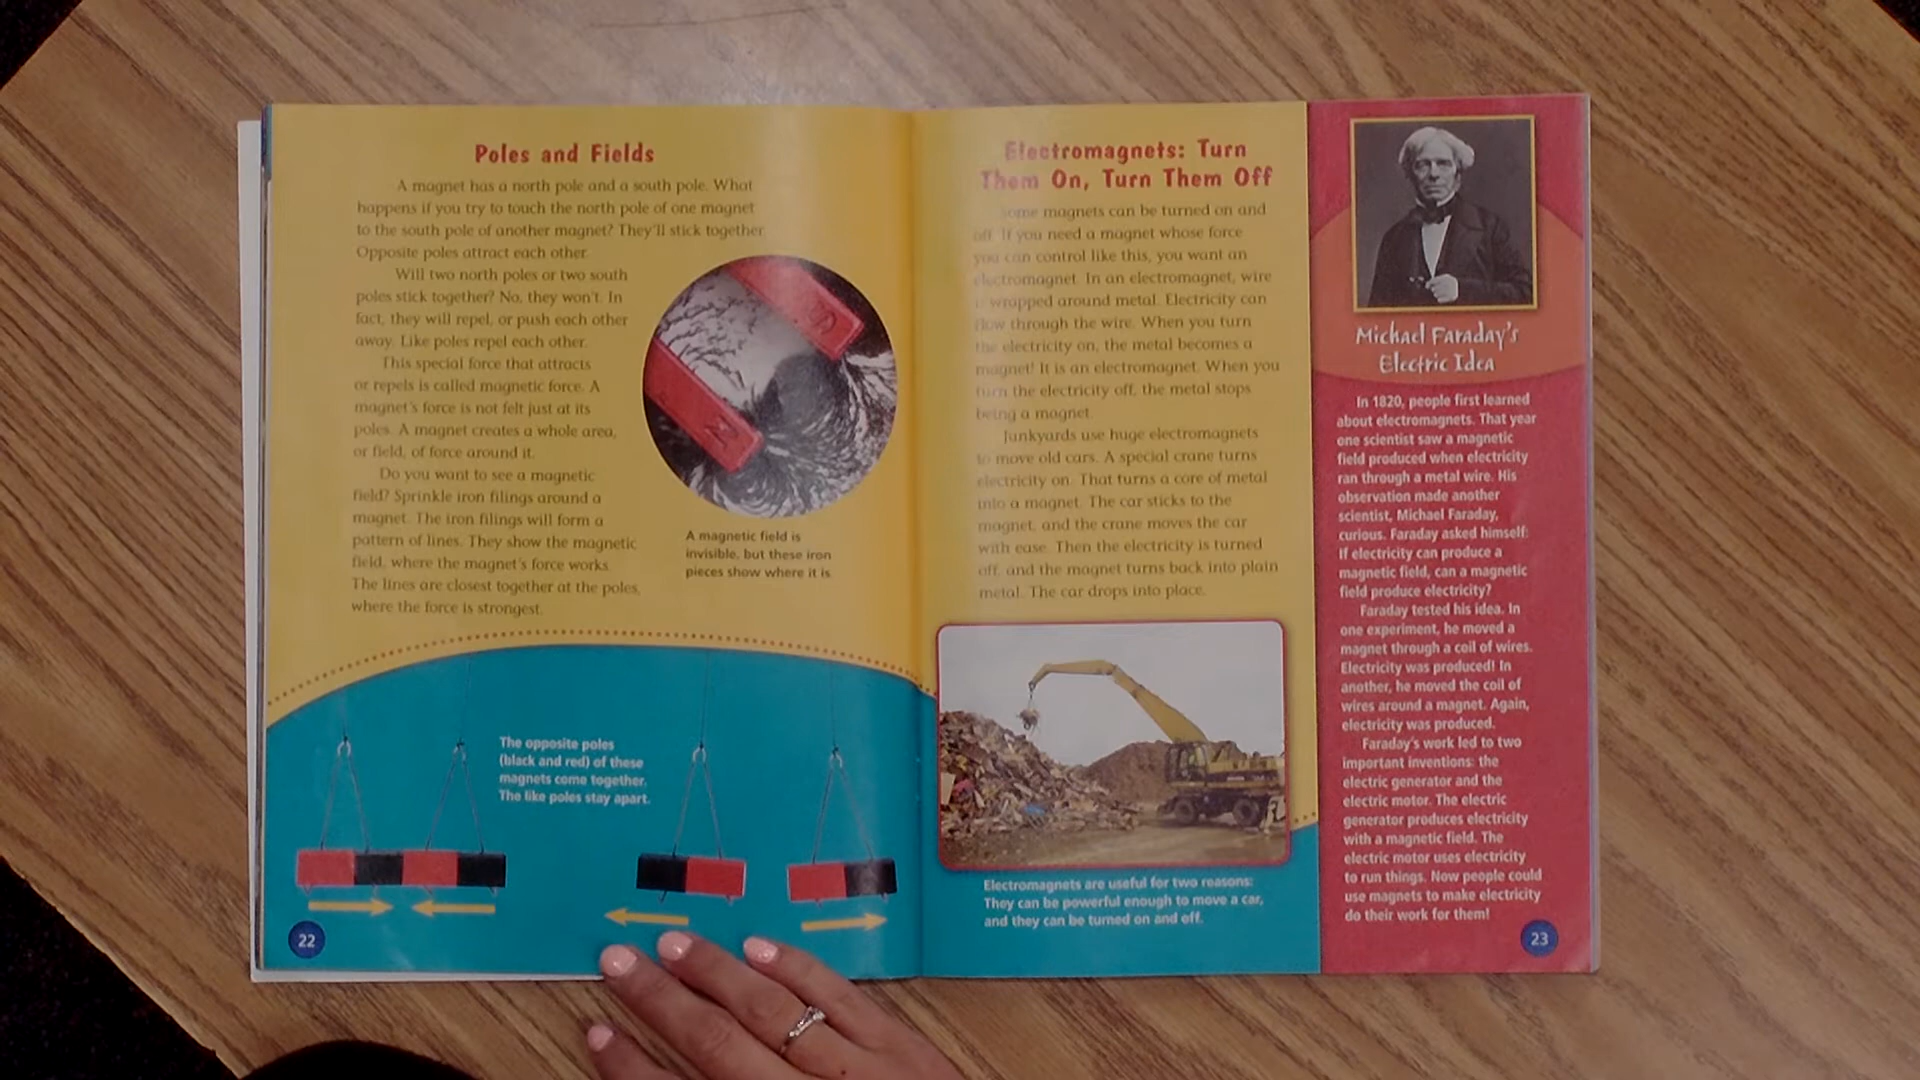 Poles and Fields
A magnet has a north pole and a south pole. What
happens if you try to touch the north pole of one magnet
to the south pole of another magnet? They'll stick together.
Opposite poles attract each other.
Will two north poles or two south
poles stick together? No, they won't. In
fact, they will repel, or push each other
away. Like poles repel each other.
This special force that attracts
or repels is called magnetic force. A
magnet's force is not felt just at its
poles. A magnet creates a whole area,
or field, of force around it.
Do you want to see a magnetic
field? Sprinkle iron filings around a
magnet. The iron filings will form a
pattern of lines. They show the magnetic
field, where the magnet's force works.
The lines are closest together at the poles,
where the force is strongest.
S
N
A magnetic field is
invisible, but these iron
pieces show where it is.
The opposite poles
(black and red) of these
magnets come together.
The like poles stay apart.
22
Electromagnets: Turn
Them On, Turn Them Off
Some magnets can be turned on and
off. If you need a magnet whose force
you can control like this, you want an
electromagnet. In an electromagnet, wire
is wrapped around metal. Electricity can
flow through the wire. When you turn
the electricity on, the metal becomes a
magnet! It is an electromagnet. When you
turn the electricity off, the metal stops
being a magnet.
Junkyards use huge electromagnets
to move old cars. A special crane turns
electricity on. That turns a core of metal
into a magnet. The car sticks to the
magnet, and the crane moves the car
with ease. Then the electricity is turned
off, and the magnet turns back into plain
metal. The car drops into place.
Electromagnets are useful for two reasons:
They can be powerful enough to move a car,
and they can be turned on and off.
Michael Faraday's
Electric Idea
In 1820, people first learned
about electromagnets. That year
one scientist saw a magnetic
field produced when electricity
ran through a metal wire. His
observation made another
scientist, Michael Faraday,
curious. Faraday asked himself:
If electricity can produce a
magnetic field, can a magnetic
field produce electricity?
Faraday tested his idea. In
one experiment, he moved a
magnet through a coil of wires.
Electricity was produced! In
another, he moved the coil of
wires around a magnet. Again,
electricity was produced.
Faraday's work led to two
important inventions: the
electric generator and the
electric motor. The electric
generator produces electricity
with a magnetic field. The
electric motor uses electricity
to run things. Now people could
use magnets to make electricity
do their work for them!
23